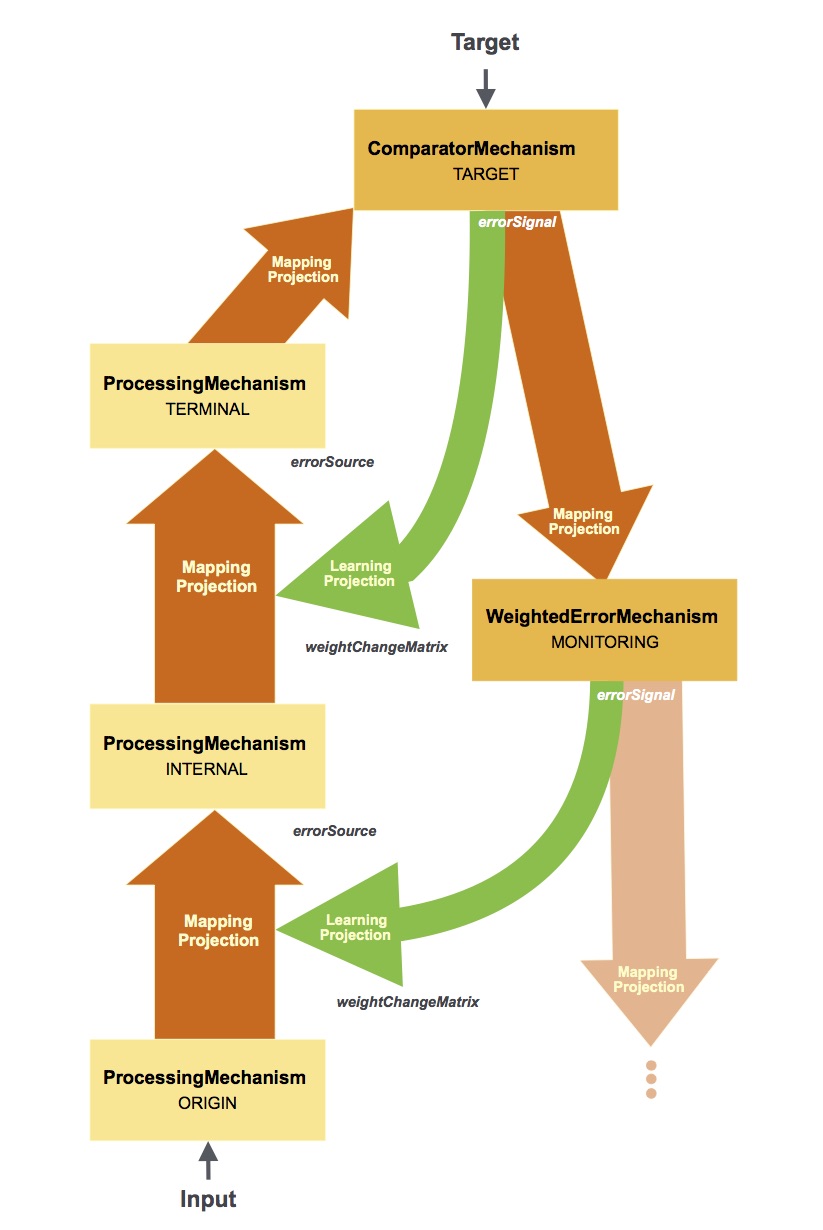 Target
ComparatorMechanism
TARGET
errorSignal
Mapping
Projection
ProcessingMechanism
TERMINAL
errorSource
Mapping
Projection
Learning
Projection
Mapping
Projection
weightChangeMatrix
WeightedErrorMechanism
MONITORING
errorSignal
ProcessingMechanism
INTERNAL
errorSource
Mapping
Projection
Learning
Projection
weightChangeMatrix
Mapping
Projection
ProcessingMechanism
ORIGIN
Input